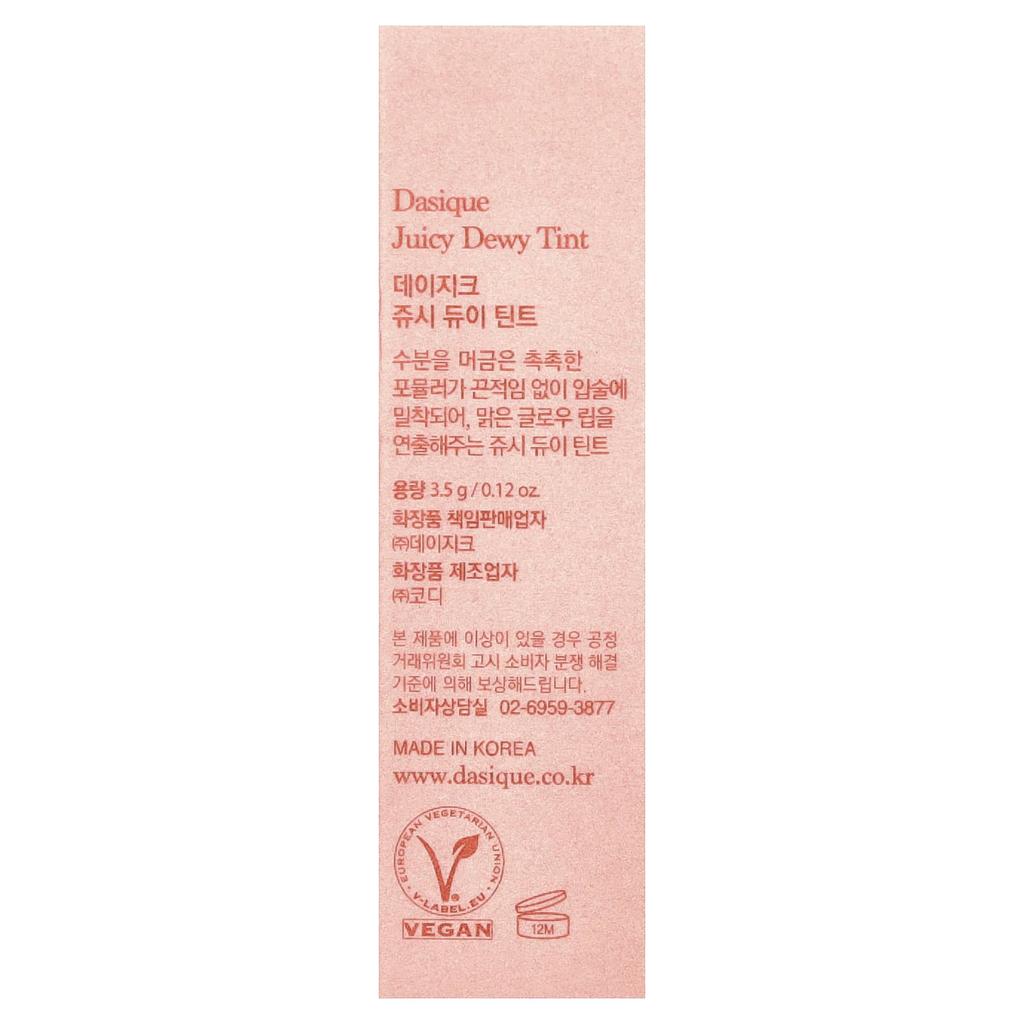 Dasique
Juicy Dewy Tint
데이지크
쥬시 듀이 틴트
수분을 머금은 촉촉한
포뮬러가 끈적임 없이 입술에
밀착되어, 맑은 글로우 립을
연출해주는 쥬시 듀이 틴트
용량 3.5 g / 0.12 oz.
화장품 책임판매업자
㈜데이지크
화장품 제조업자
㈜코디
본 제품에 이상이 있을 경우 공정
거래위원회 고시 소비자 분쟁 해결
기준에 의해 보상해드립니다.
소비자상담실 02-6959-3877
MADE IN KOREA
www.dasique.co.kr
EUROPEAN VEGETARIAN UNION
V-LABEL.EU
®
VEGAN
12M